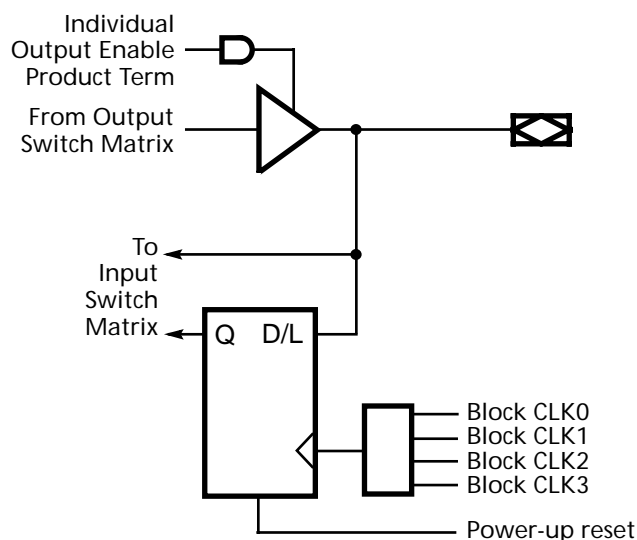 Individual
Output Enable
Product Term
From Output
Switch Matrix
To
Input
Switch
Matrix
Q D/L
Block CLK0
Block CLK1
Block CLK2
Block CLK3
Power-up reset